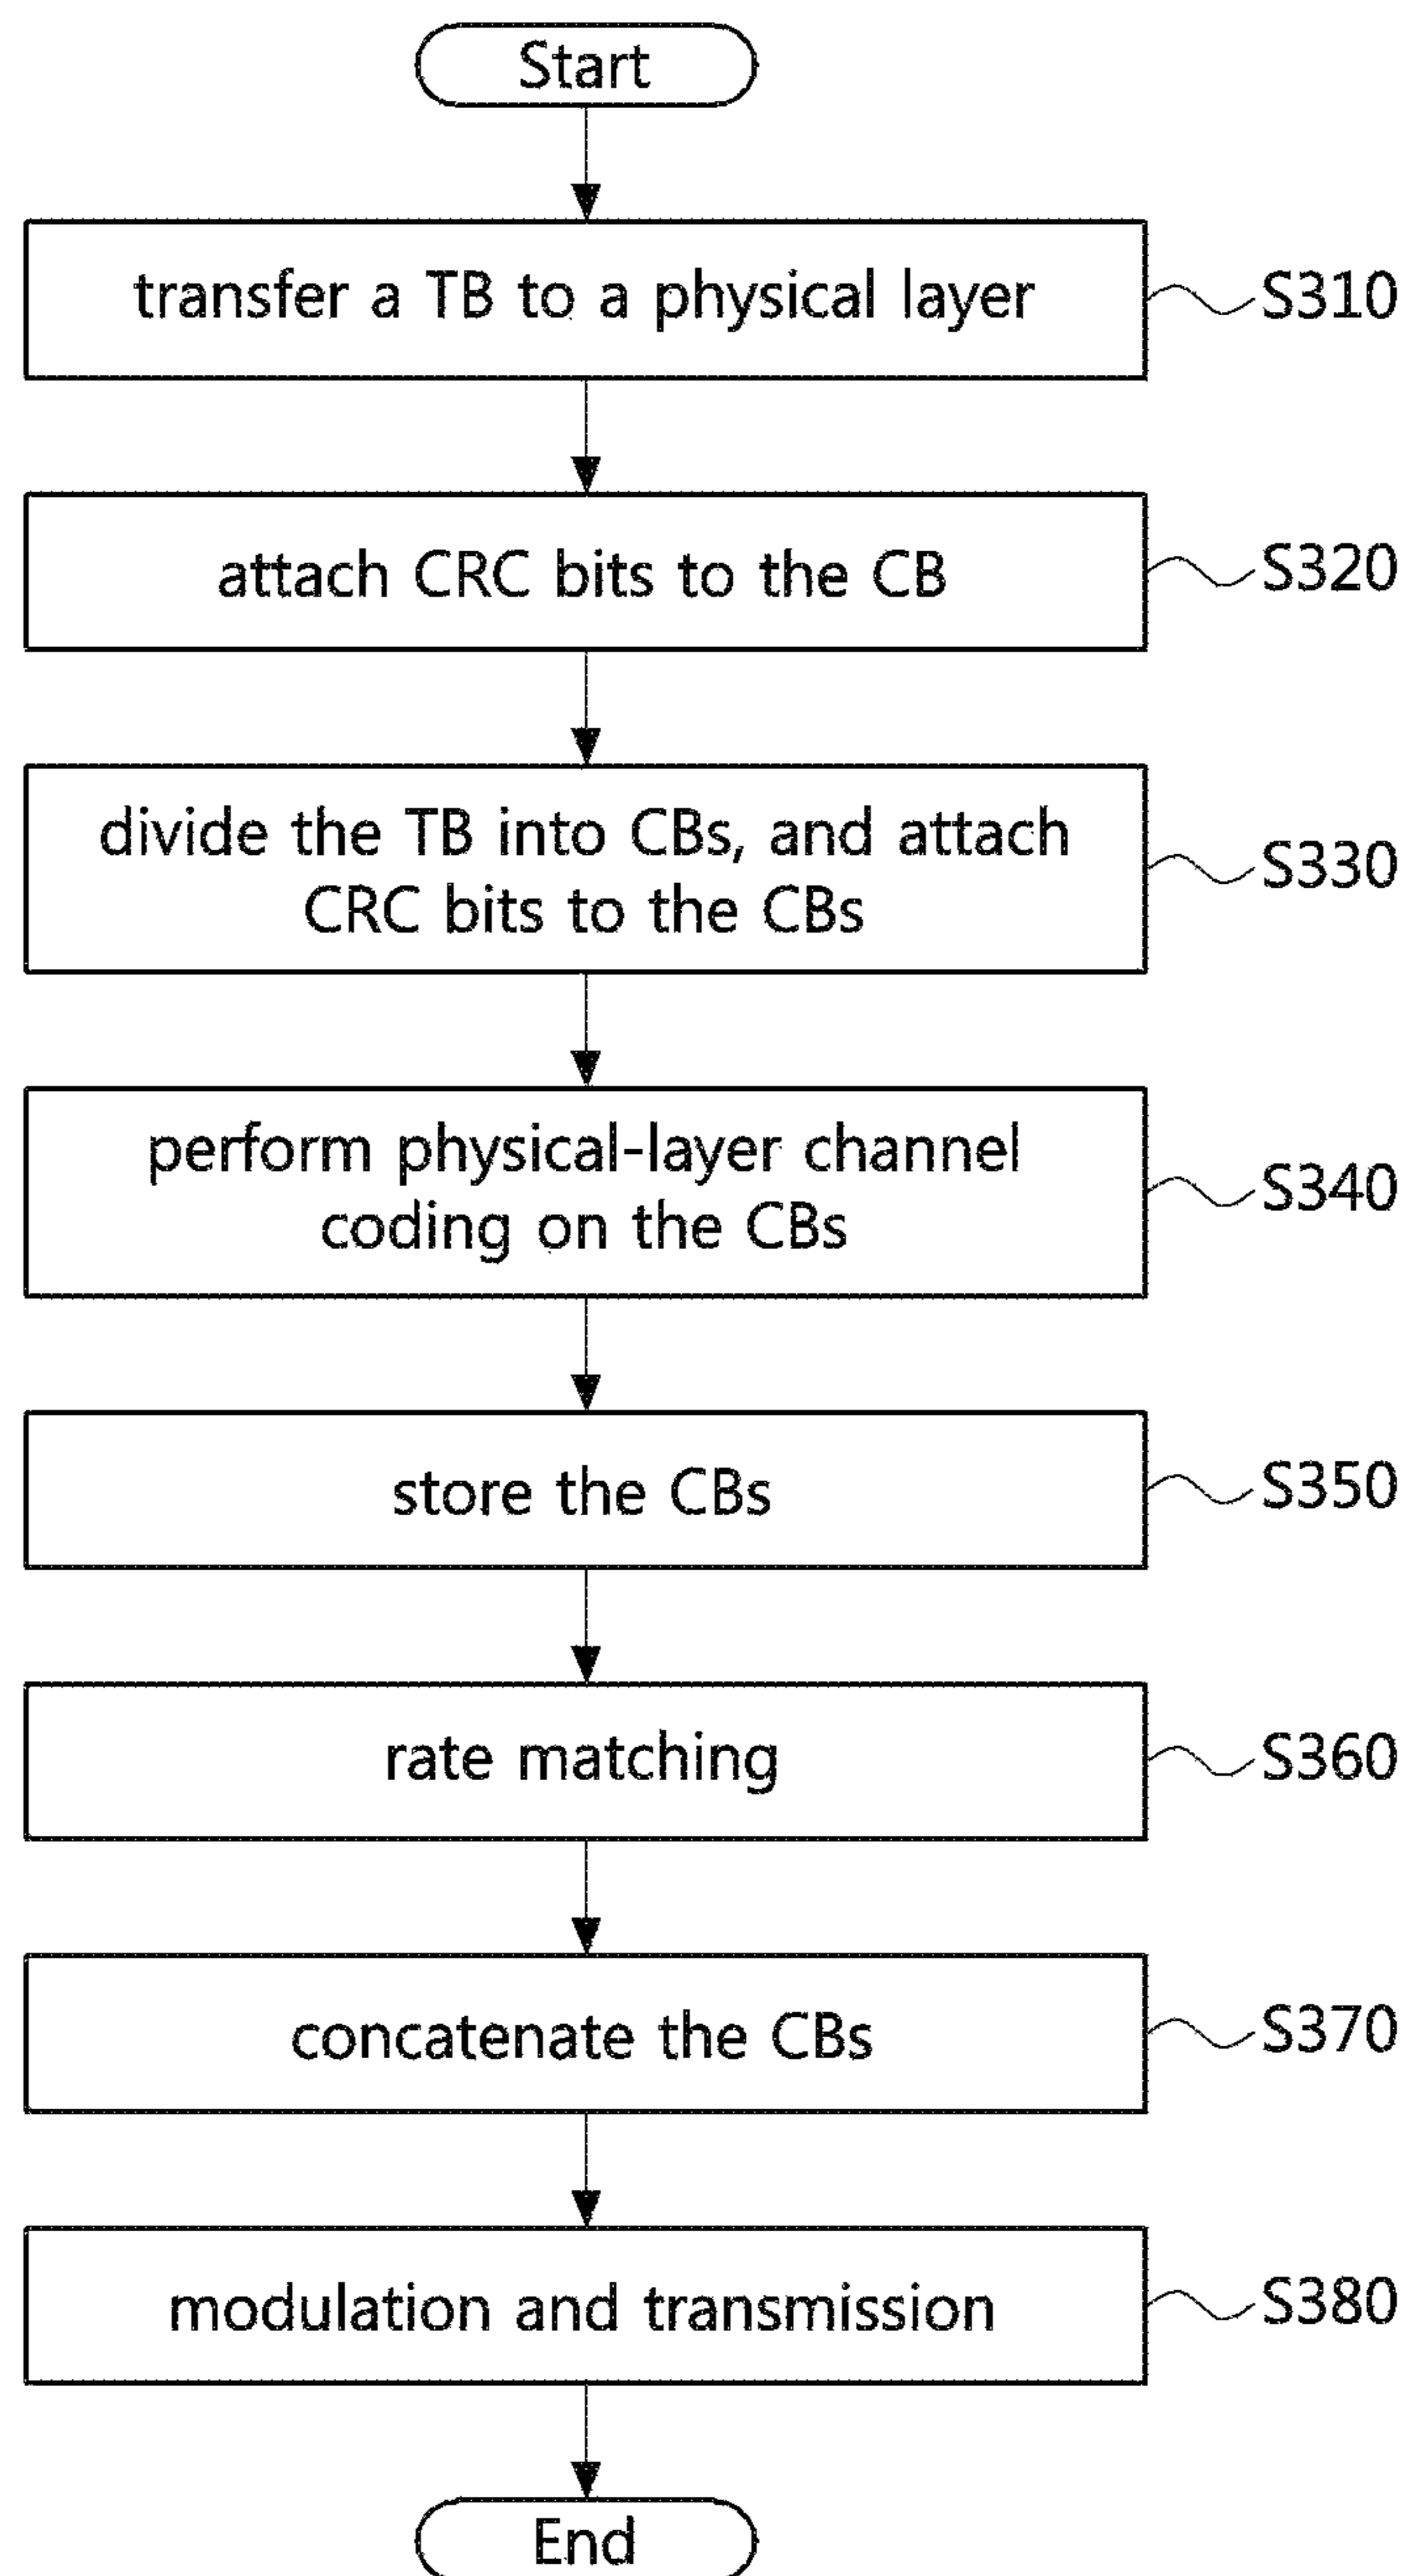 Start
transfer a TB to a physical layer
S310
attach CRC bits to the CB
S320
divide the TB into CBs, and attach
CRC bits to the CBs
S330
perform physical-layer channel
coding on the CBs
S340
store the CBs
S350
rate matching
S360
concatenate the CBs
S370
modulation and transmission
S380
End